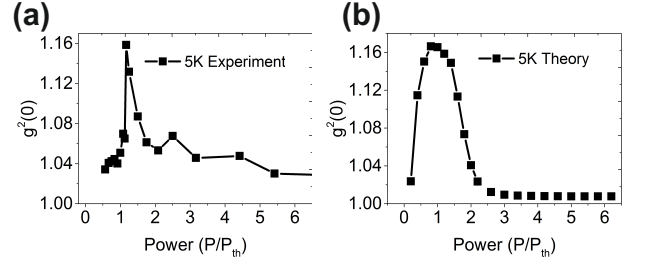 (a)
(b)
1.16
1.12
1.08
1.04
1.00
g²(0)
5K Experiment
0 1 2 3 4 5 6
Power (P/Pth)
1.16
1.12
1.08
1.04
1.00
g²(0)
5K Theory
0 1 2 3 4 5 6
Power (P/Pth)